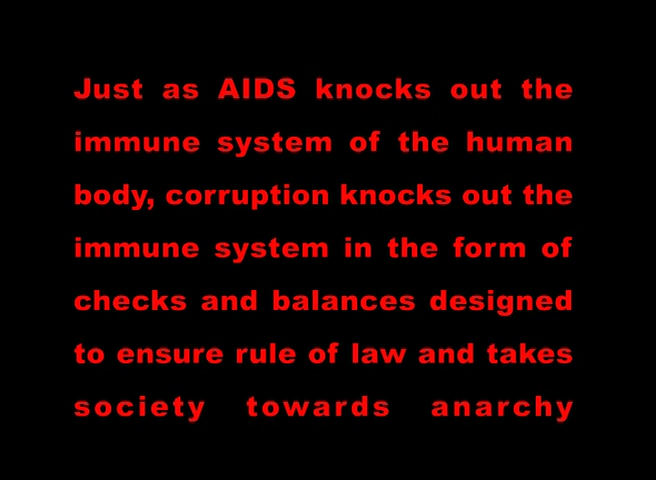 Just as AIDS knocks out the
immune system of the human
body, corruption knocks out the
immune system in the form of
checks and balances designed
to ensure rule of law and takes
society towards anarchy